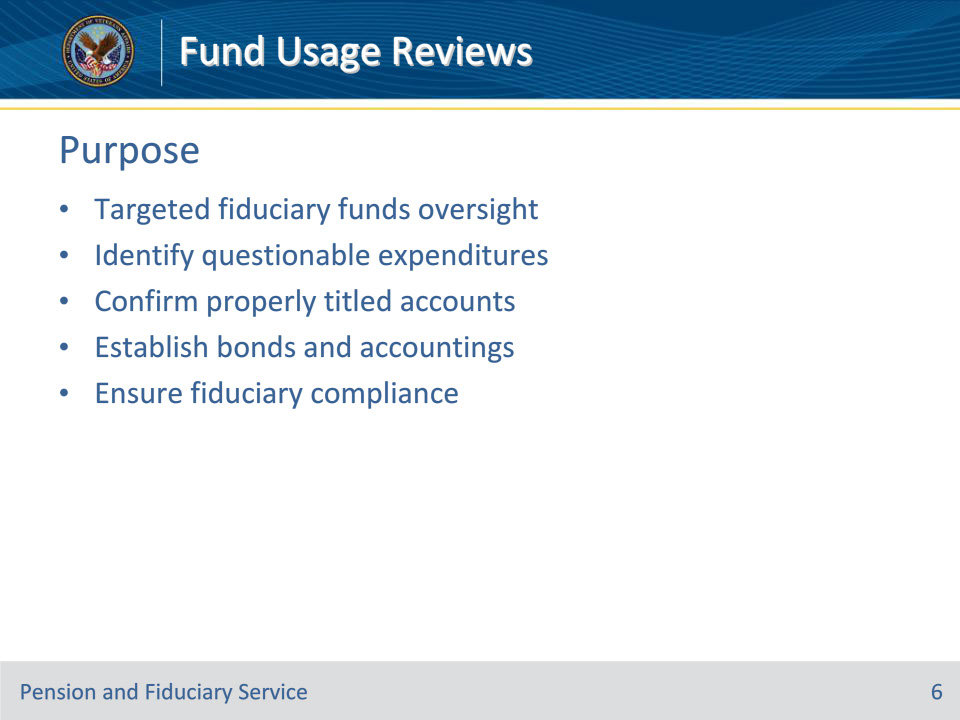 DEPARTMENT OF VETERANS AFFAIRS
UNITED STATES OF AMERICA
Fund Usage Reviews
Purpose
• Targeted fiduciary funds oversight
• Identify questionable expenditures
• Confirm properly titled accounts
• Establish bonds and accountings
• Ensure fiduciary compliance
Pension and Fiduciary Service
6